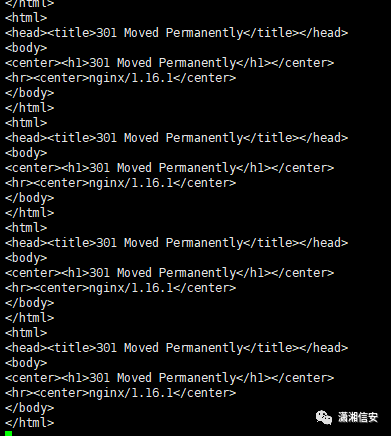 </html>
<html>
<head><title>301 Moved Permanently</title></head>
<body>
<center><h1>301 Moved Permanently</h1></center>
<hr><center>nginx/1.16.1</center>
</body>
</html>
<html>
<head><title>301 Moved Permanently</title></head>
<body>
<center><h1>301 Moved Permanently</h1></center>
<hr><center>nginx/1.16.1</center>
</body>
</html>
<html>
<head><title>301 Moved Permanently</title></head>
<body>
<center><h1>301 Moved Permanently</h1></center>
<hr><center>nginx/1.16.1</center>
</body>
</html>
<html>
<head><title>301 Moved Permanently</title></head>
<body>
<center><h1>301 Moved Permanently</h1></center>
<hr><center>nginx/1.16.1</center>
</body>
</html>
潇湘信安